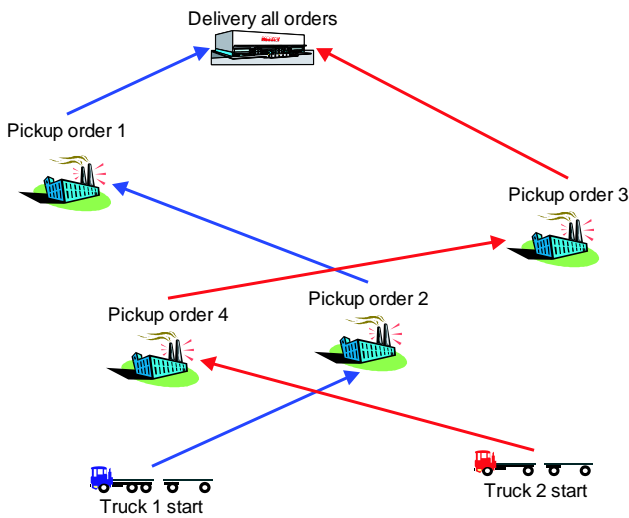 Delivery all orders
Pickup order 1
Pickup order 3
Pickup order 2
Pickup order 4
Truck 1 start
Truck 2 start